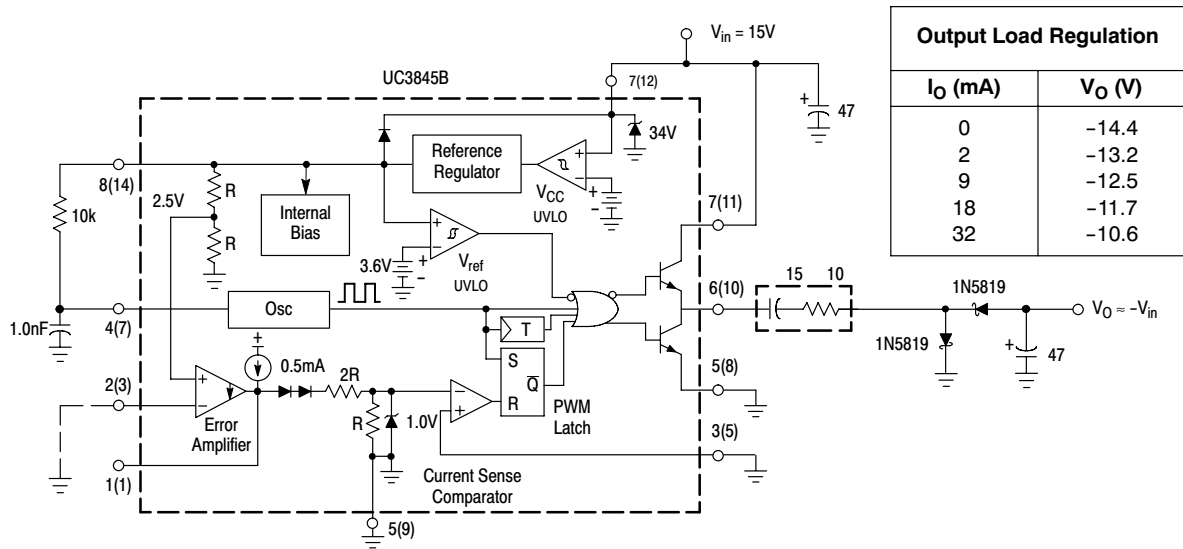 V_in = 15V
UC3845B
7(12)
+
47
34V
Reference
Regulator
+
−
V_CC
UVLO
+
−
8(14)
2.5V
R
R
10k
Internal
Bias
+
−
V_ref
UVLO
3.6V
+
−
7(11)
Osc
4(7)
1.0nF
T
6(10)
15
10
1N5819
V_O ≈ −V_in
1N5819
+
47
S
Q̅
R
PWM
Latch
5(8)
+
0.5mA
2(3)
+
−
Error
Amplifier
2R
R
1.0V
−
+
Current Sense
Comparator
3(5)
1(1)
5(9)
Output Load Regulation
I_O (mA) V_O (V)
0 −14.4
2 −13.2
9 −12.5
18 −11.7
32 −10.6